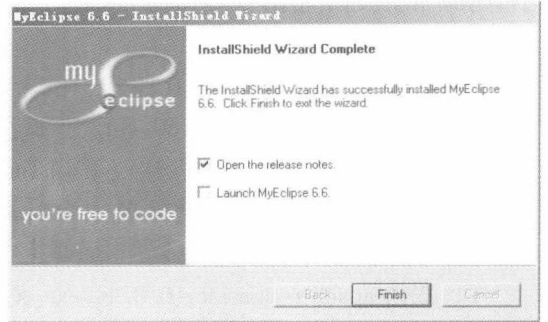 MyEclipse 6.6 - InstallShield Wizard
my
eclipse
you're free to code
InstallShield Wizard Complete
The InstallShield Wizard has successfully installed MyEclipse
6.6. Click Finish to exit the wizard.
Open the release notes.
Launch MyEclipse 6.6.
Back
Finish
Cancel